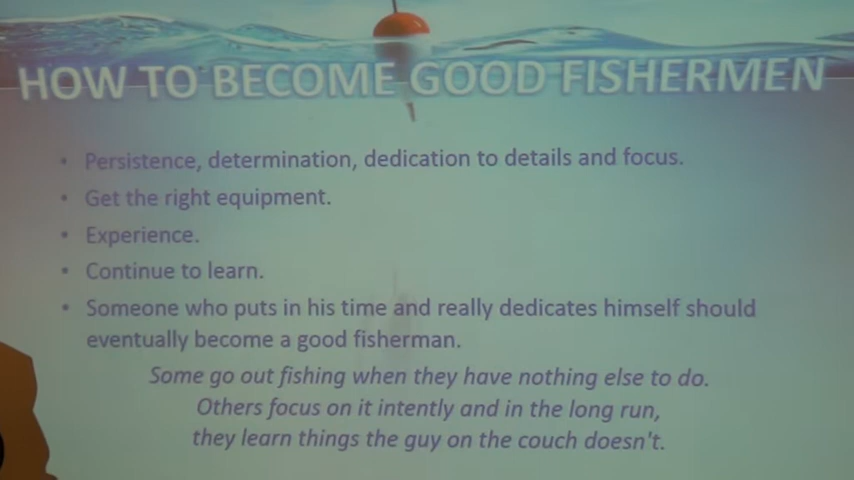 HOW TO BECOME GOOD FISHERMEN
• Persistence, determination, dedication to details and focus.
• Get the right equipment.
• Experience.
• Continue to learn.
• Someone who puts in his time and really dedicates himself should
eventually become a good fisherman.
Some go out fishing when they have nothing else to do.
Others focus on it intently and in the long run,
they learn things the guy on the couch doesn't.